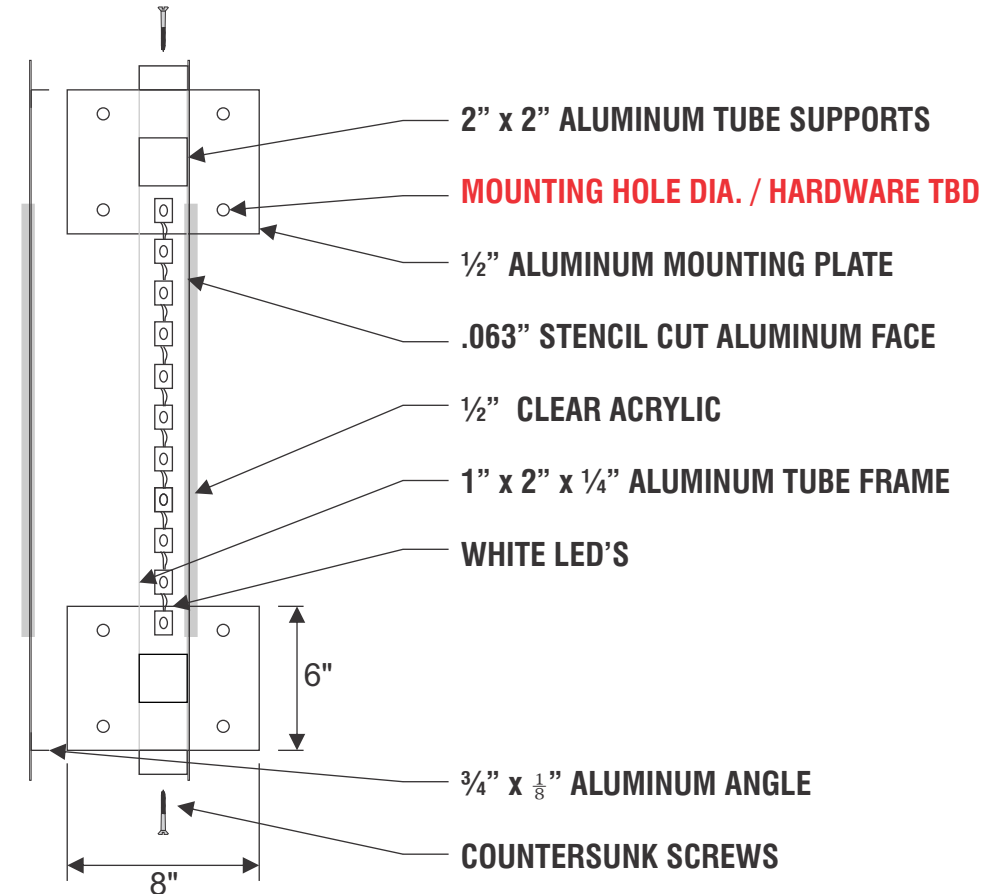 2” x 2” ALUMINUM TUBE SUPPORTS
MOUNTING HOLE DIA. / HARDWARE TBD
½” ALUMINUM MOUNTING PLATE
.063” STENCIL CUT ALUMINUM FACE
½” CLEAR ACRYLIC
1” x 2” x ¼” ALUMINUM TUBE FRAME
WHITE LED’S
6"
¾” x ⅛” ALUMINUM ANGLE
COUNTERSUNK SCREWS
8"